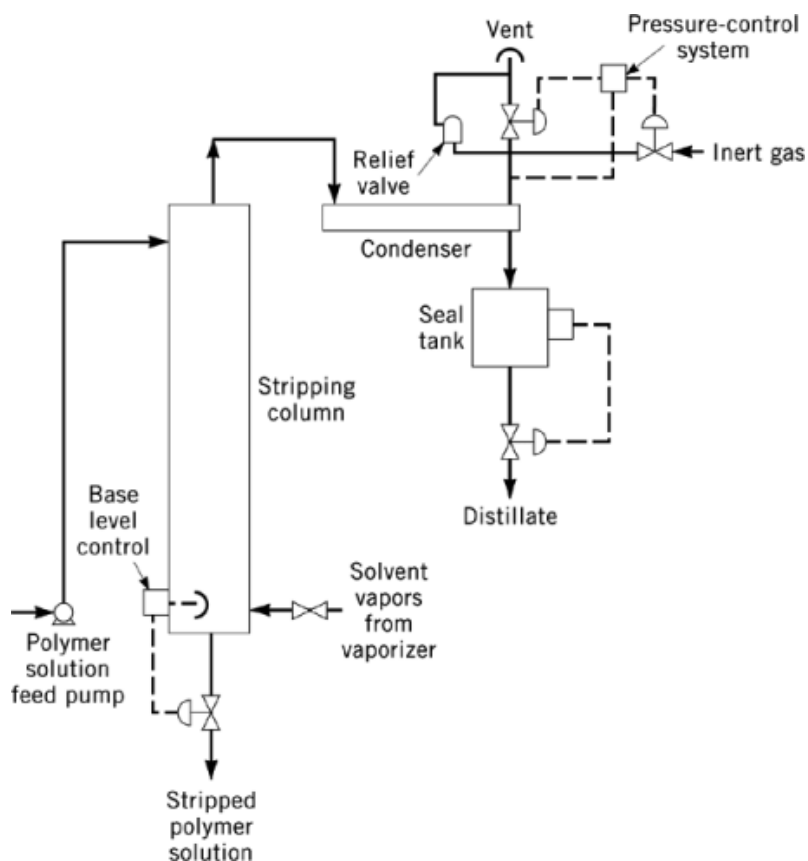 Vent
Pressure-control
system
Relief
valve
Inert gas
Condenser
Seal
tank
Stripping
column
Distillate
Base
level
control
Solvent
vapors
from
vaporizer
Polymer
solution
feed pump
Stripped
polymer
solution